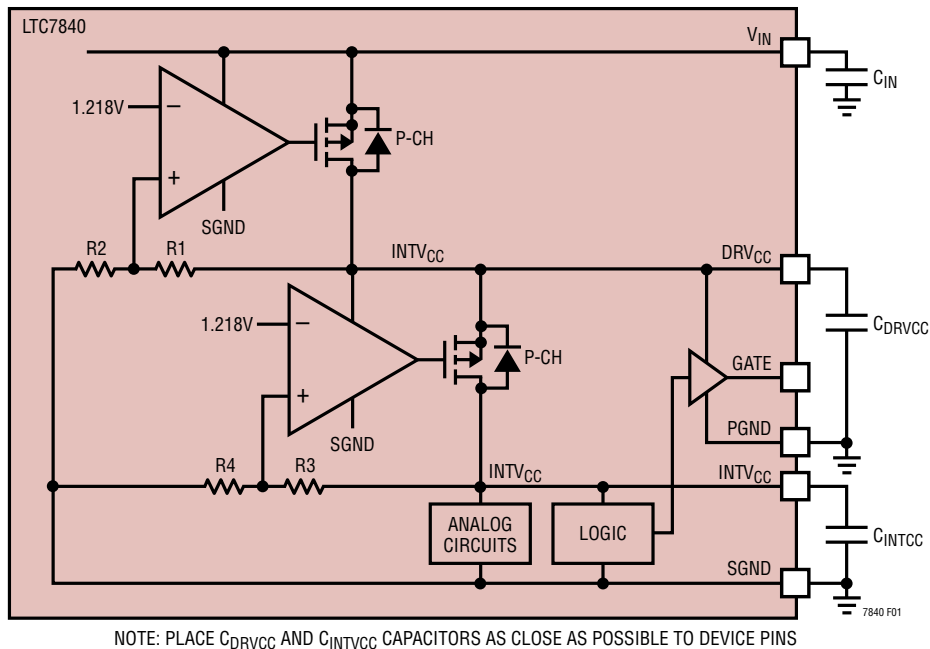 LTC7840
VIN
CIN
1.218V
−
P-CH
+
SGND
R2
R1
INTVCC
DRVCC
1.218V
−
CDRVCC
P-CH
GATE
+
SGND
PGND
R4
R3
INTVCC
INTVCC
ANALOG
CIRCUITS
LOGIC
CINTCC
SGND
7840 F01
NOTE: PLACE CDRVCC AND CINTVCC CAPACITORS AS CLOSE AS POSSIBLE TO DEVICE PINS